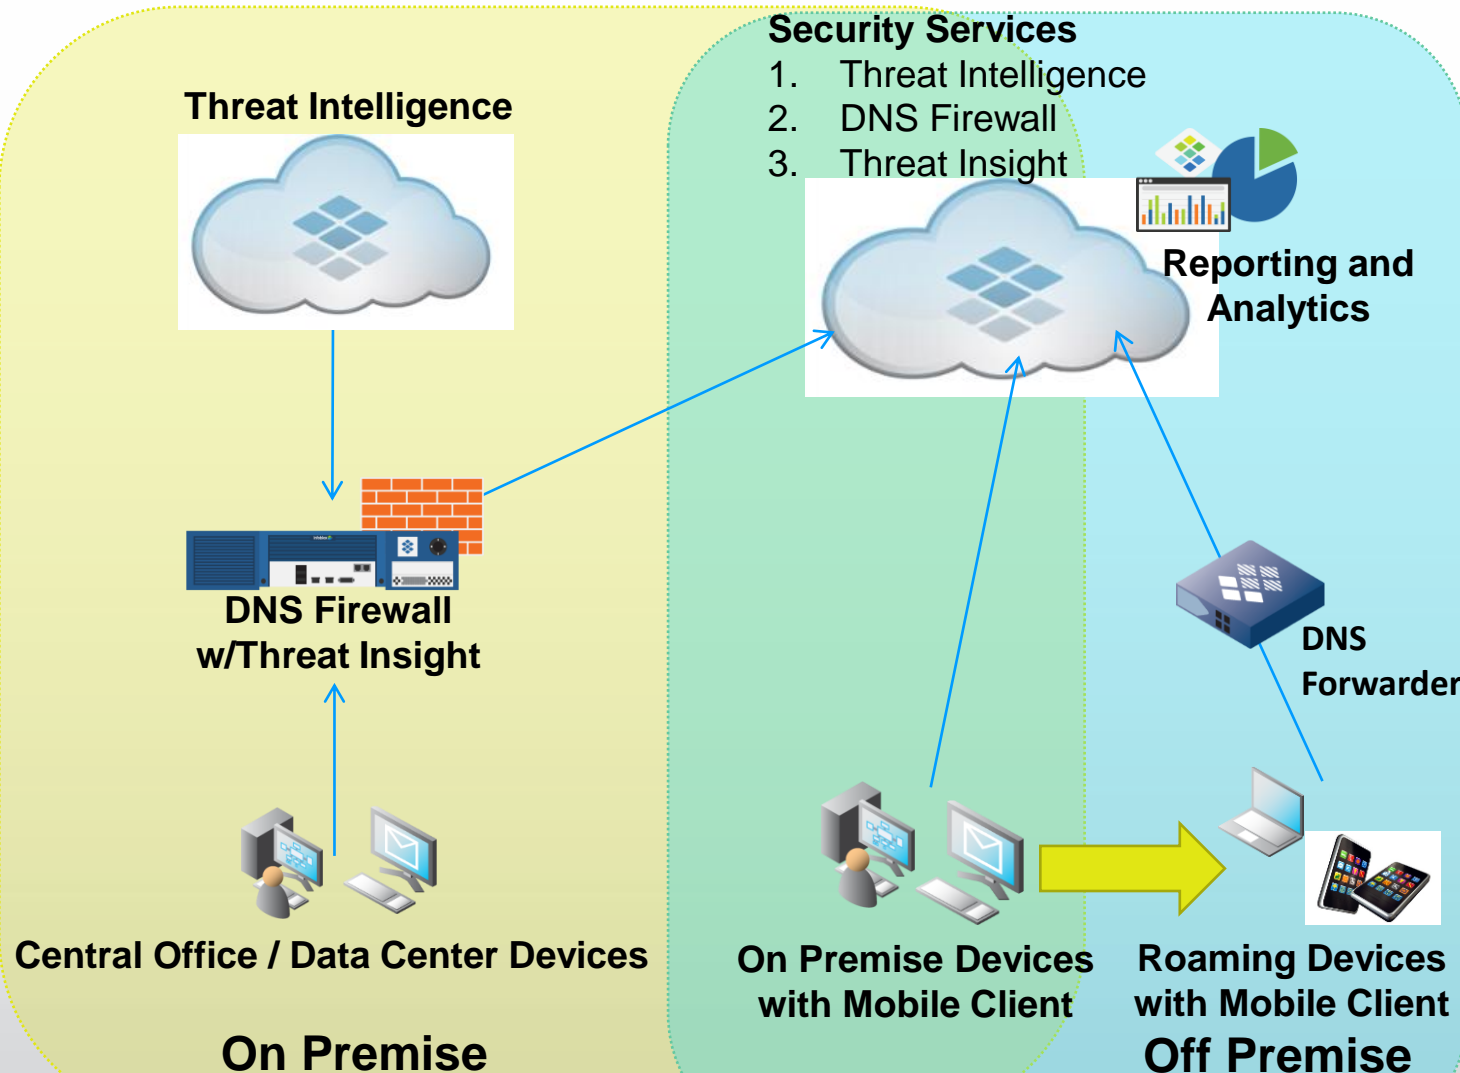 Security Services
1. Threat Intelligence
2. DNS Firewall
3. Threat Insight
Threat Intelligence
Reporting and
Analytics
DNS Firewall
w/Threat Insight
DNS
Forwarder
Central Office / Data Center Devices
On Premise Devices
with Mobile Client
Roaming Devices
with Mobile Client
On Premise
Off Premise